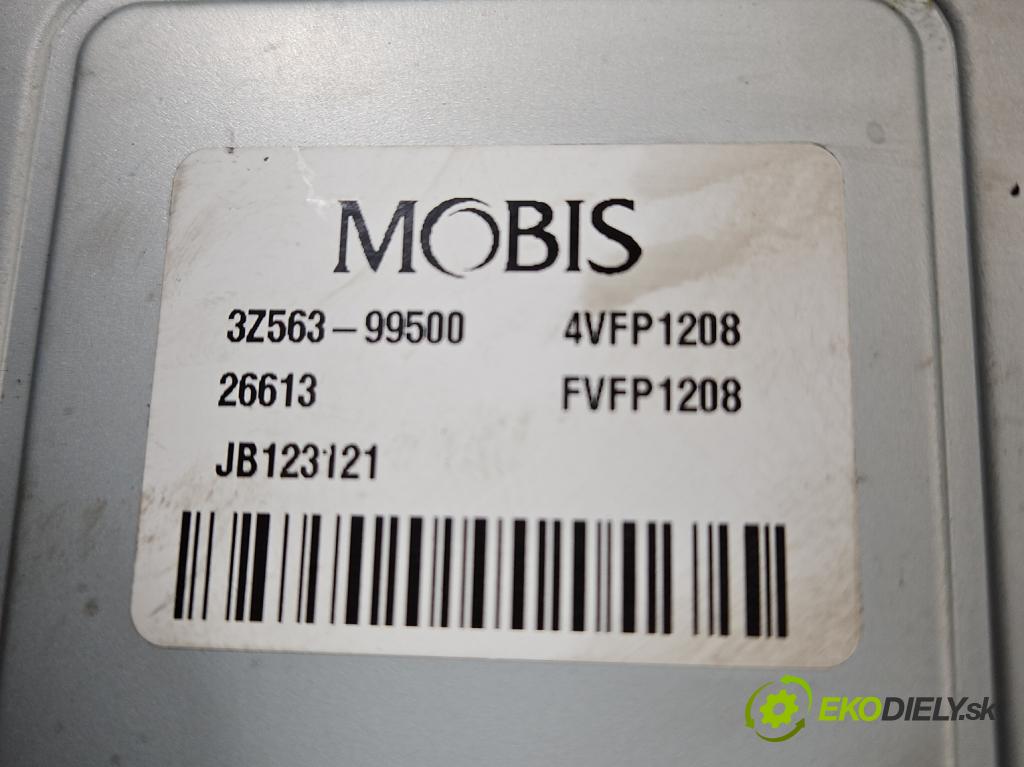 MOBIS
3Z563-99500 4VFP1208
26613 FVFP1208
JB123121
EKODIELY.sk